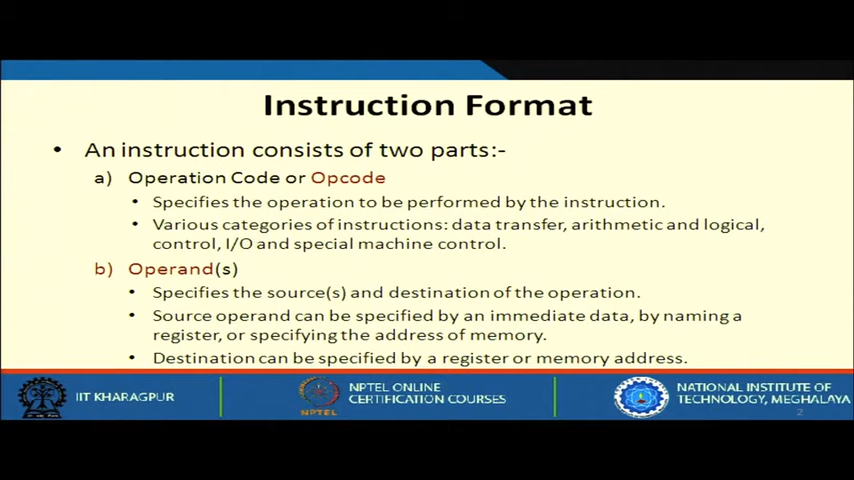 Instruction Format
• An instruction consists of two parts:-
a) Operation Code or Opcode
• Specifies the operation to be performed by the instruction.
• Various categories of instructions: data transfer, arithmetic and logical,
control, I/O and special machine control.
b) Operand(s)
• Specifies the source(s) and destination of the operation.
• Source operand can be specified by an immediate data, by naming a
register, or specifying the address of memory.
• Destination can be specified by a register or memory address.
IIT KHARAGPUR
NPTEL
NPTEL ONLINE
CERTIFICATION COURSES
NATIONAL INSTITUTE OF
TECHNOLOGY, MEGHALAYA
2